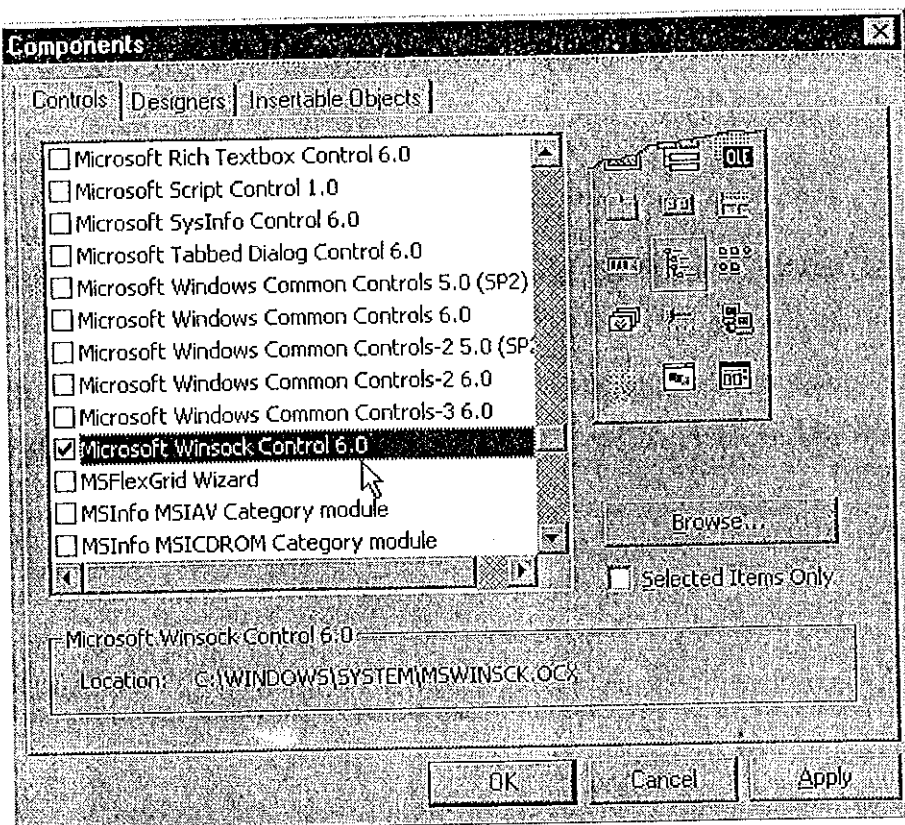 Components
Controls Designers Insertable Objects
Microsoft Rich Textbox Control 6.0
Microsoft Script Control 1.0
Microsoft SysInfo Control 6.0
Microsoft Tabbed Dialog Control 6.0
Microsoft Windows Common Controls 5.0 (SP2)
Microsoft Windows Common Controls 6.0
Microsoft Windows Common Controls-2 5.0 (SP2
Microsoft Windows Common Controls-2 6.0
Microsoft Windows Common Controls-3 6.0
Microsoft Winsock Control 6.0
MSFlexGrid Wizard
MSInfo MSIAV Category module
MSInfo MSICDROM Category module
OLE
Browse...
Selected Items Only
Microsoft Winsock Control 6.0
Location: C:\WINDOWS\SYSTEM\MSWINSCK.OCX
OK Cancel Apply